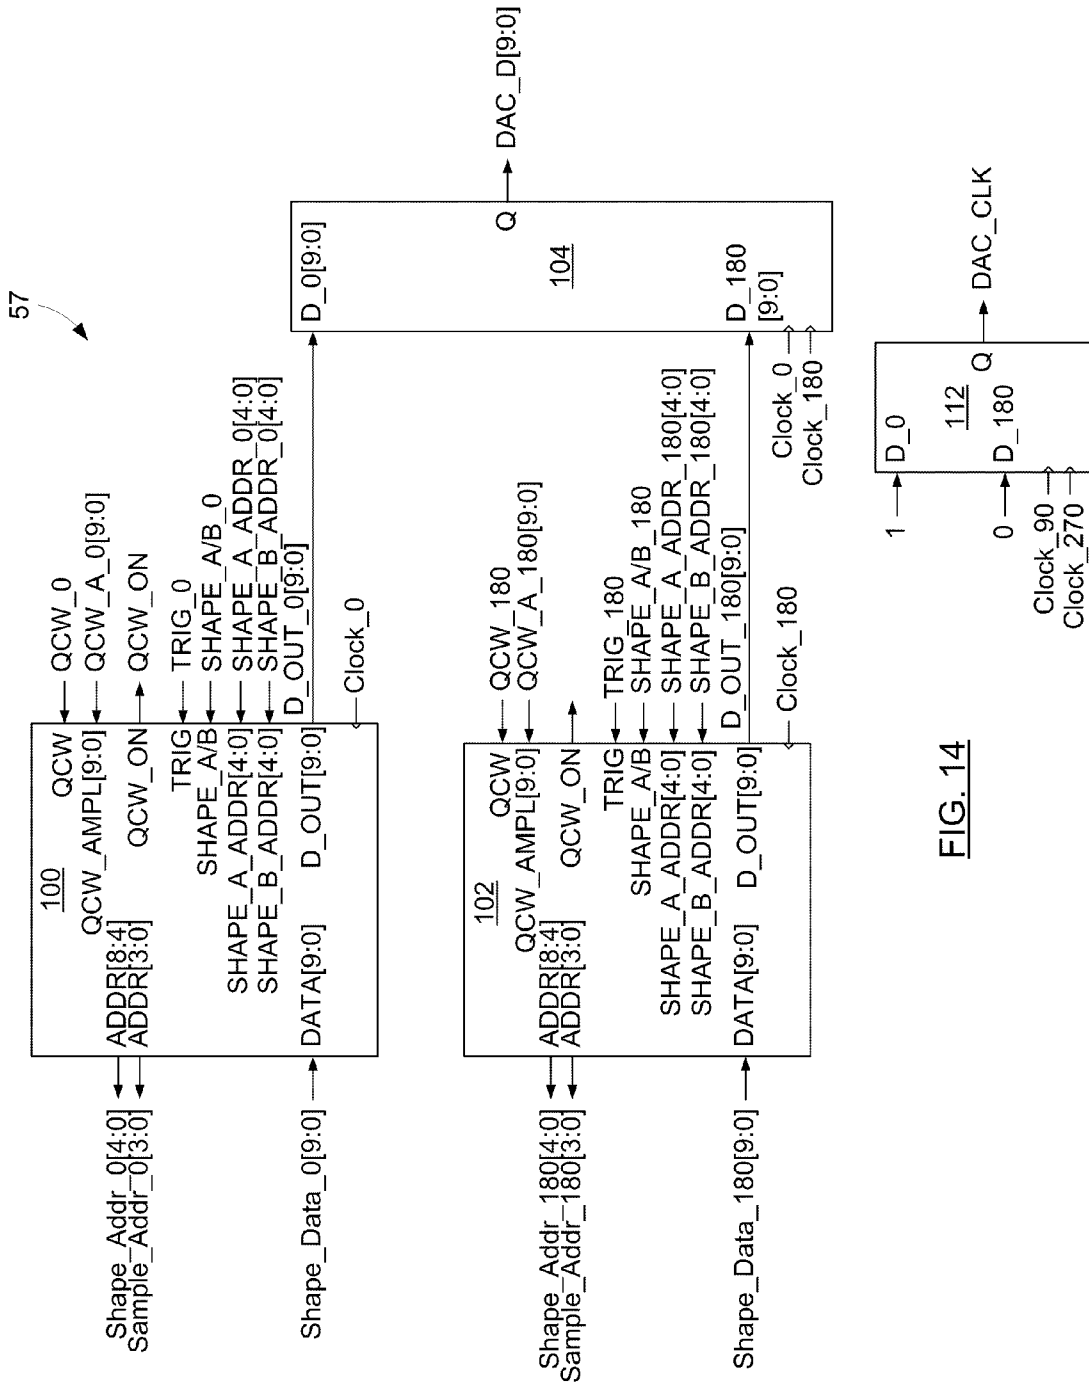 57
100
QCW
QCW_0
QCW_AMPL[9:0]
QCW_A_0[9:0]
Shape_Addr_0[4:0]
ADDR[8:4]
Sample_Addr_0[3:0]
ADDR[3:0]
QCW_ON
QCW_ON
TRIG
TRIG_0
SHAPE_A/B
SHAPE_A/B_0
SHAPE_A_ADDR[4:0]
SHAPE_A_ADDR_0[4:0]
SHAPE_B_ADDR[4:0]
SHAPE_B_ADDR_0[4:0]
Shape_Data_0[9:0]
DATA[9:0]
D_OUT[9:0]
D_OUT_0[9:0]
Clock_0
D_0[9:0]
104
Q
DAC_D[9:0]
D_180
[9:0]
Clock_0
Clock_180
102
QCW
QCW_180
QCW_AMPL[9:0]
QCW_A_180[9:0]
Shape_Addr_180[4:0]
ADDR[8:4]
Sample_Addr_180[3:0]
ADDR[3:0]
QCW_ON
TRIG
TRIG_180
SHAPE_A/B
SHAPE_A/B_180
SHAPE_A_ADDR[4:0]
SHAPE_A_ADDR_180[4:0]
SHAPE_B_ADDR[4:0]
SHAPE_B_ADDR_180[4:0]
Shape_Data_180[9:0]
DATA[9:0]
D_OUT[9:0]
D_OUT_180[9:0]
Clock_180
1
D_0
112
Q
DAC_CLK
0
D_180
Clock_90
Clock_270
FIG. 14